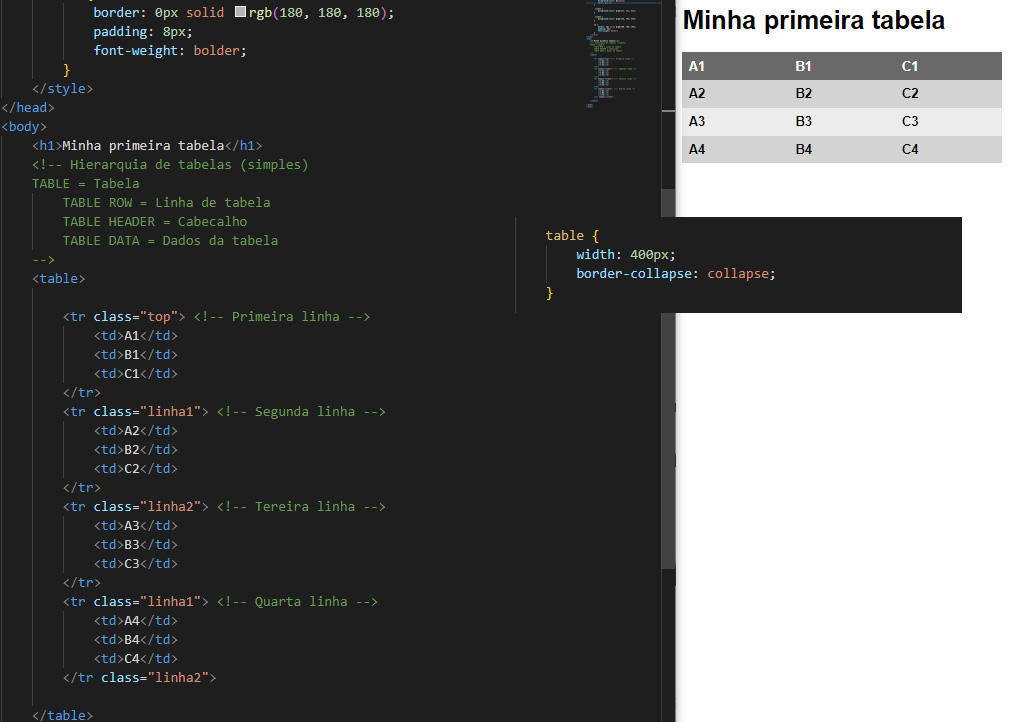 border: 0px solid rgb(180, 180, 180);
padding: 8px;
font-weight: bolder;
}
</style>
</head>
<body>
<h1>Minha primeira tabela</h1>
<!-- Hierarquia de tabelas (simples)
TABLE = Tabela
TABLE ROW = Linha de tabela
TABLE HEADER = Cabecalho
TABLE DATA = Dados da tabela
-->
<table>
<tr class="top"> <!-- Primeira linha -->
<td>A1</td>
<td>B1</td>
<td>C1</td>
</tr>
<tr class="linha1"> <!-- Segunda linha -->
<td>A2</td>
<td>B2</td>
<td>C2</td>
</tr>
<tr class="linha2"> <!-- Tereira linha -->
<td>A3</td>
<td>B3</td>
<td>C3</td>
</tr>
<tr class="linha1"> <!-- Quarta linha -->
<td>A4</td>
<td>B4</td>
<td>C4</td>
</tr class="linha2">
</table>
table {
width: 400px;
border-collapse: collapse;
}
Minha primeira tabela
A1 B1 C1
A2 B2 C2
A3 B3 C3
A4 B4 C4